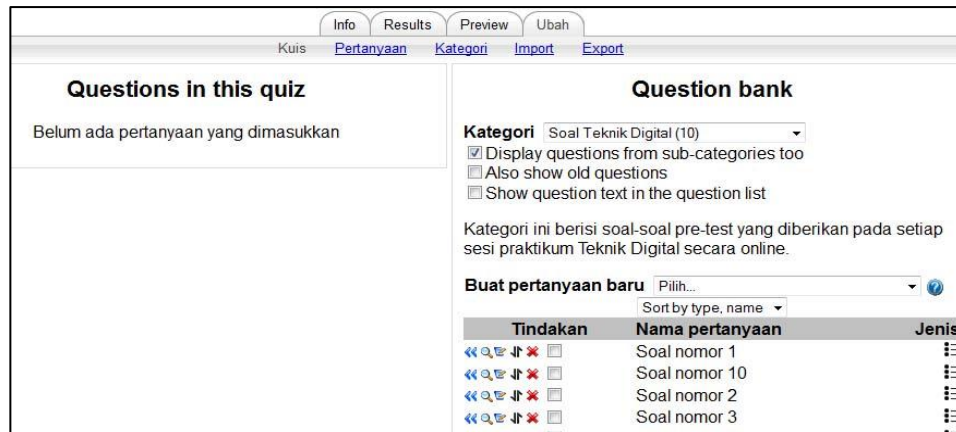 Info Results Preview Ubah
Kuis Pertanyaan Kategori Import Export
Questions in this quiz
Belum ada pertanyaan yang dimasukkan
Question bank
Kategori Soal Teknik Digital (10)
Display questions from sub-categories too
Also show old questions
Show question text in the question list
Kategori ini berisi soal-soal pre-test yang diberikan pada setiap
sesi praktikum Teknik Digital secara online.
Buat pertanyaan baru Pilih...
Sort by type, name
Tindakan Nama pertanyaan Jenis
Soal nomor 1
Soal nomor 10
Soal nomor 2
Soal nomor 3